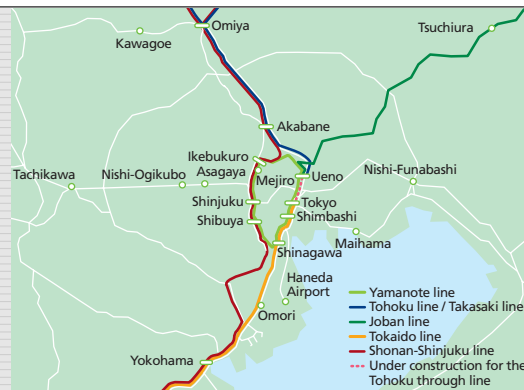 Tsuchiura
Omiya
Kawagoe
Akabane
Ikebukuro
Asagaya
Mejiro
Ueno
Nishi-Funabashi
Tachikawa
Nishi-Ogikubo
Shinjuku
Tokyo
Shibuya
Shimbashi
Maihama
Shinagawa
Haneda
Airport
Omori
Yokohama
Yamanote line
Tohoku line / Takasaki line
Joban line
Tokaido line
Shonan-Shinjuku line
Under construction for the
Tohoku through line